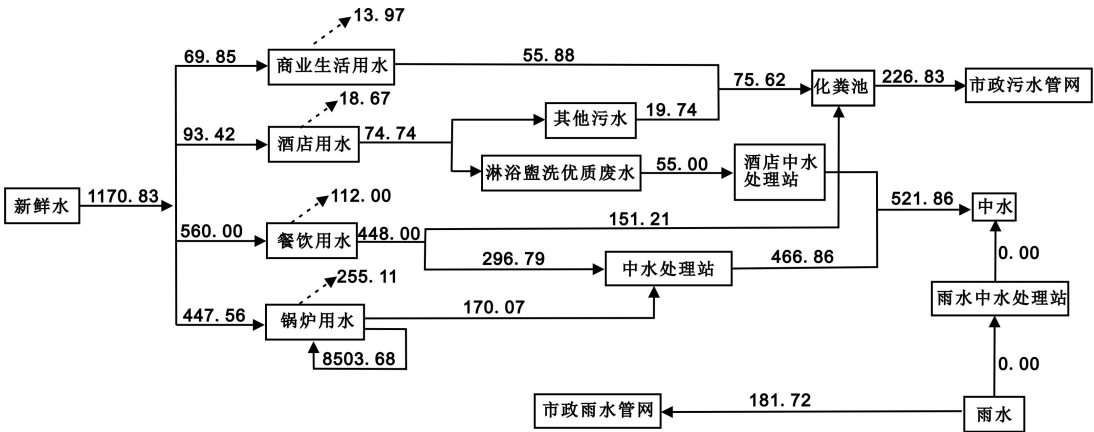 13.97
69.85
商业生活用水
55.88
75.62
化粪池
226.83
市政污水管网
18.67
93.42
酒店用水
74.74
其他污水
19.74
淋浴盥洗优质废水
55.00
酒店中水
处理站
新鲜水
1170.83
112.00
560.00
餐饮用水
448.00
151.21
521.86
中水
296.79
中水处理站
466.86
0.00
255.11
447.56
锅炉用水
170.07
雨水中水处理站
8503.68
0.00
市政雨水管网
181.72
雨水